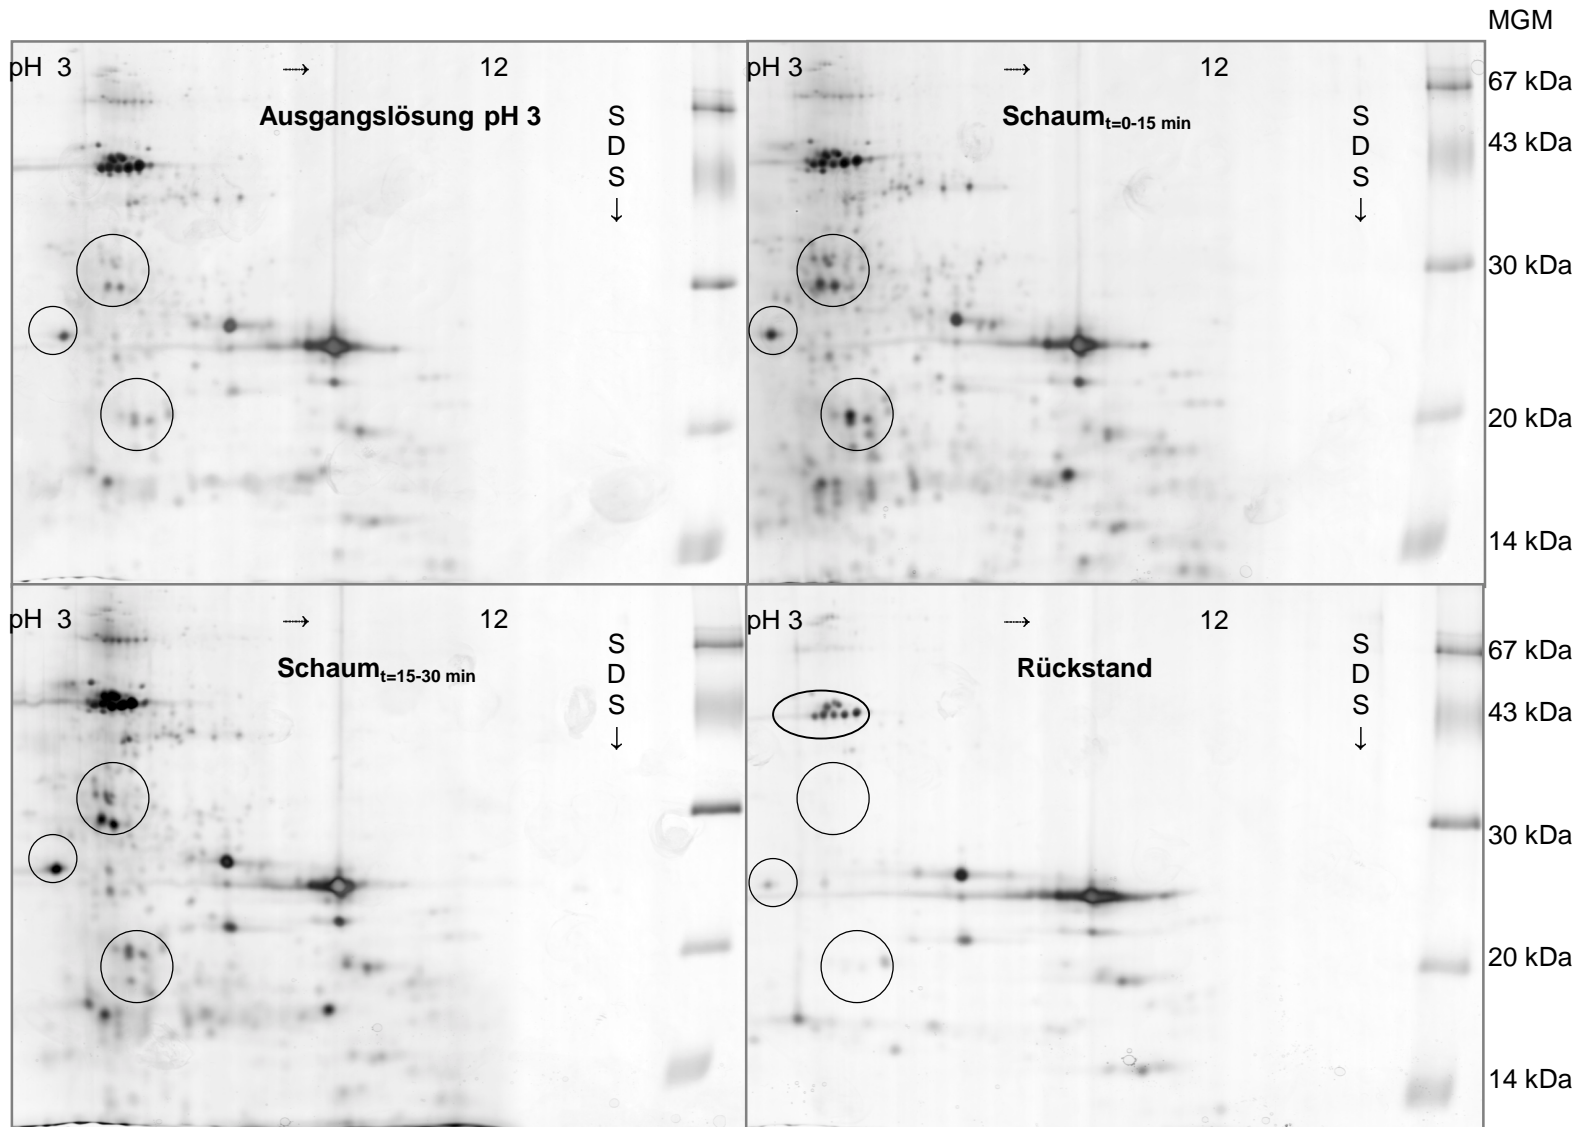 MGM
pH 3 → 12
Ausgangslösung pH 3
S
D
S
↓
pH 3 → 12
Schaum t=0-15 min
S
D
S
↓
67 kDa
43 kDa
30 kDa
20 kDa
14 kDa
pH 3 → 12
Schaum t=15-30 min
S
D
S
↓
pH 3 → 12
Rückstand
S
D
S
↓
67 kDa
43 kDa
30 kDa
20 kDa
14 kDa